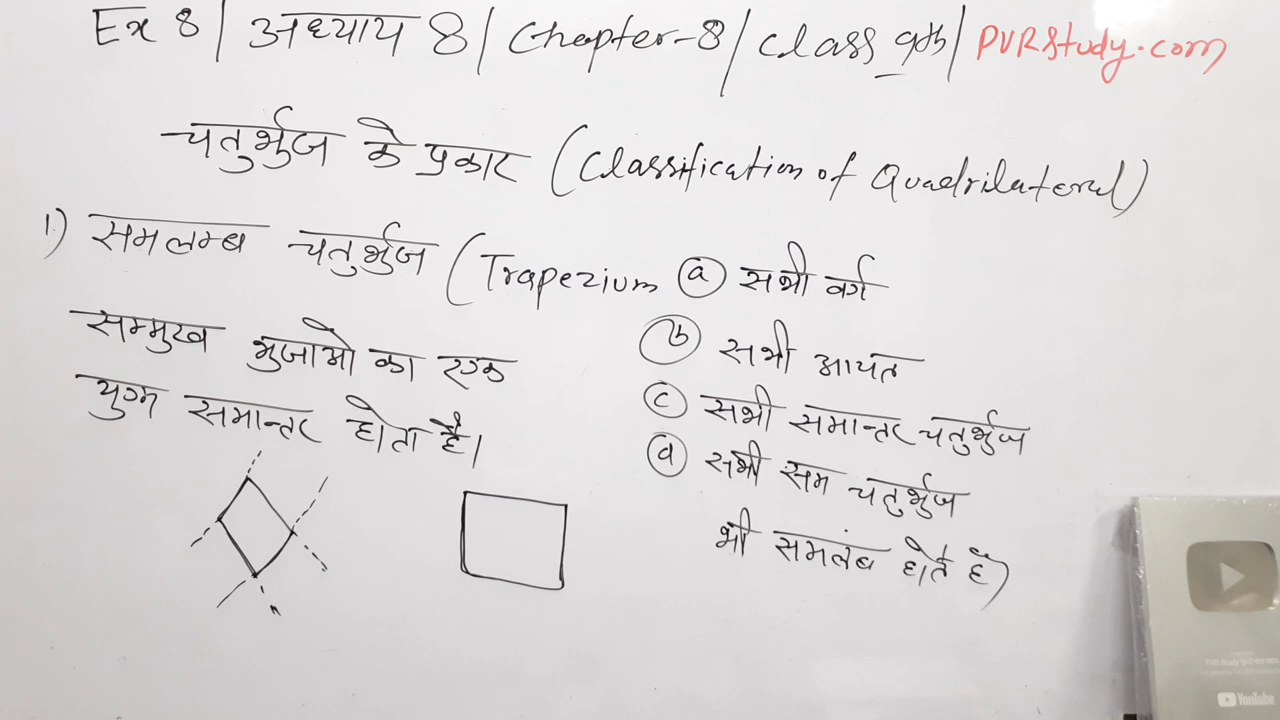 Ex 8 | अध्याय 8 | Chapter-8 | class 9th | PVRStudy.com
चतुर्भुज के प्रकार (Classification of Quadrilateral)
1.) समलम्ब चतुर्भुज (Trapezium
सम्मुख भुजाओ का एक
युग्म समान्तर होता है।
(a) सभी वर्ग
(b) सभी आयत
(c) सभी समान्तर चतुर्भुज
(d) सभी सम चतुर्भुज
भी समलंब होते है)
YouTube